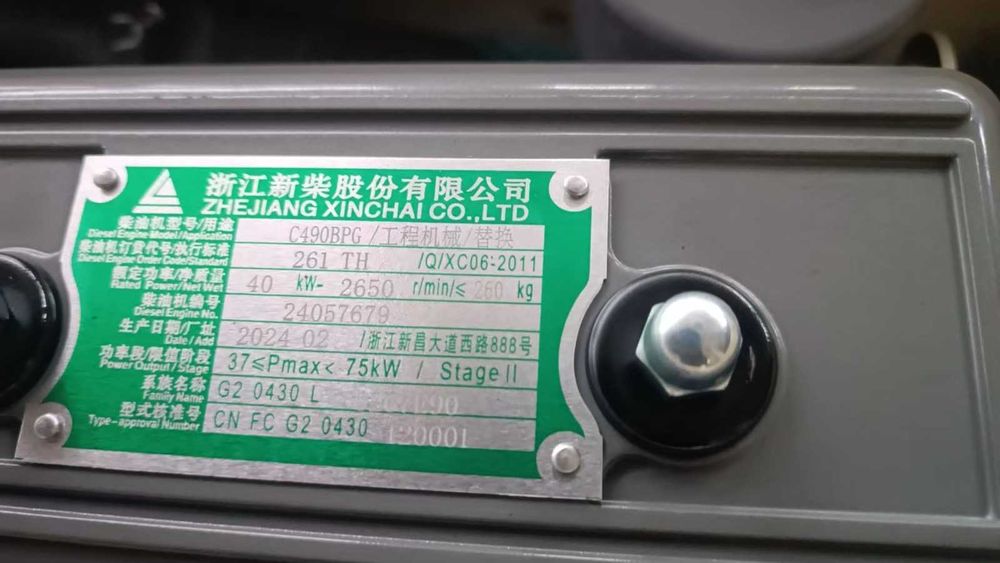 浙江新柴股份有限公司
ZHEJIANG XINCHAI CO.,LTD
柴油机型号/用途 C490BPG/工程机械/替换
Diesel Engine Model/Application
柴油机订货代号/执行标准 261 TH /Q/XC06-2011
Diesel Engine Order Code/Standard
额定功率/净质量 40 kW- 2650 r/min/≤ 260 kg
Rated Power/Net Wet
柴油机编号 24057679
Diesel Engine No.
生产日期/厂址 2024 02 /浙江新昌大道西路888号
Date/Add
功率段/限值阶段 37≤Pmax<75kW / Stage II
Power Output/Stage
系族名称 G2 0430 L
Family Name
型式核准号 CN FC G2 0430 120001
Type-approval Number